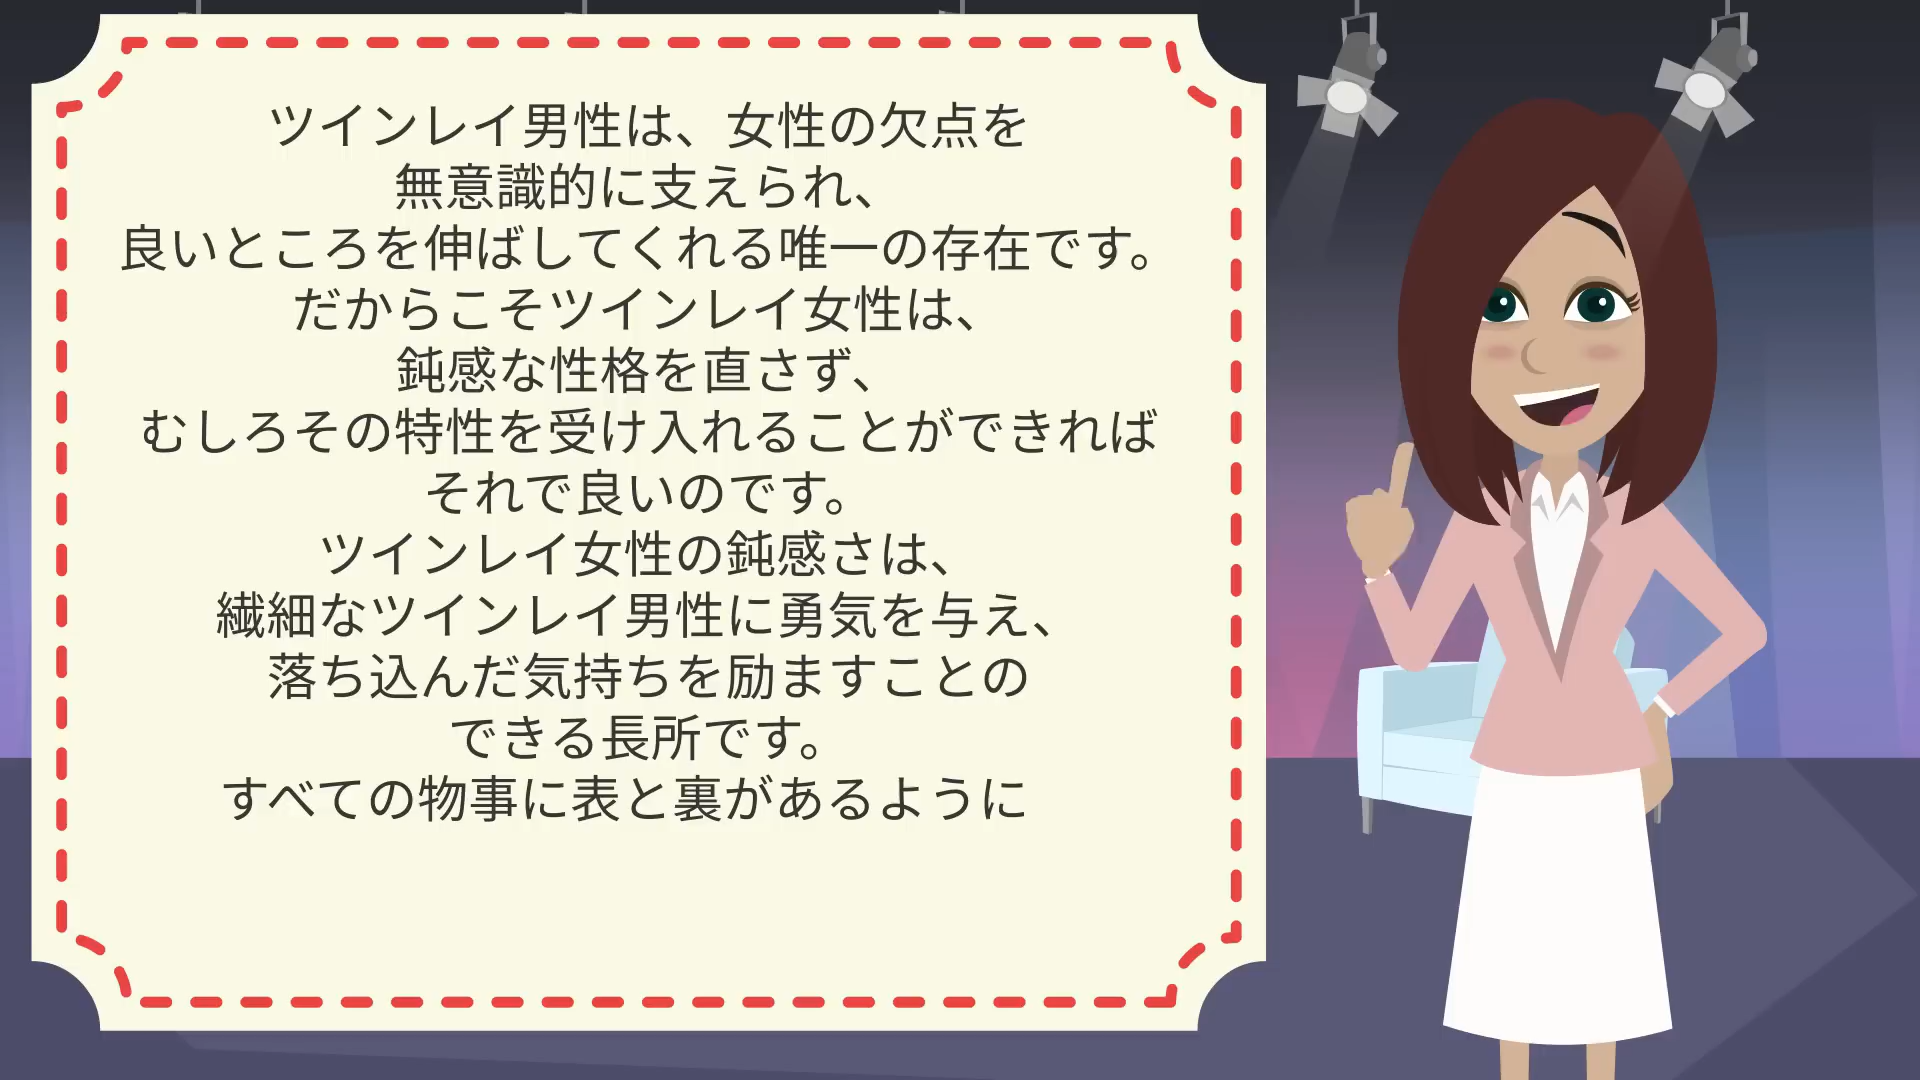 ツインレイ男性は、女性の欠点を
無意識的に支えられ、
良いところを伸ばしてくれる唯一の存在です。
だからこそツインレイ女性は、
鈍感な性格を直さず、
むしろその特性を受け入れることができれば
それで良いのです。
ツインレイ女性の鈍感さは、
繊細なツインレイ男性に勇気を与え、
落ち込んだ気持ちを励ますことの
できる長所です。
すべての物事に表と裏があるように